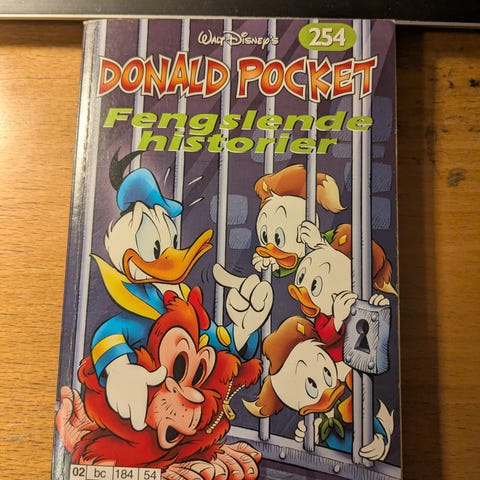 Walt Disney's
254
DONALD POCKET
Fengslende
historier
02 bc 184 54